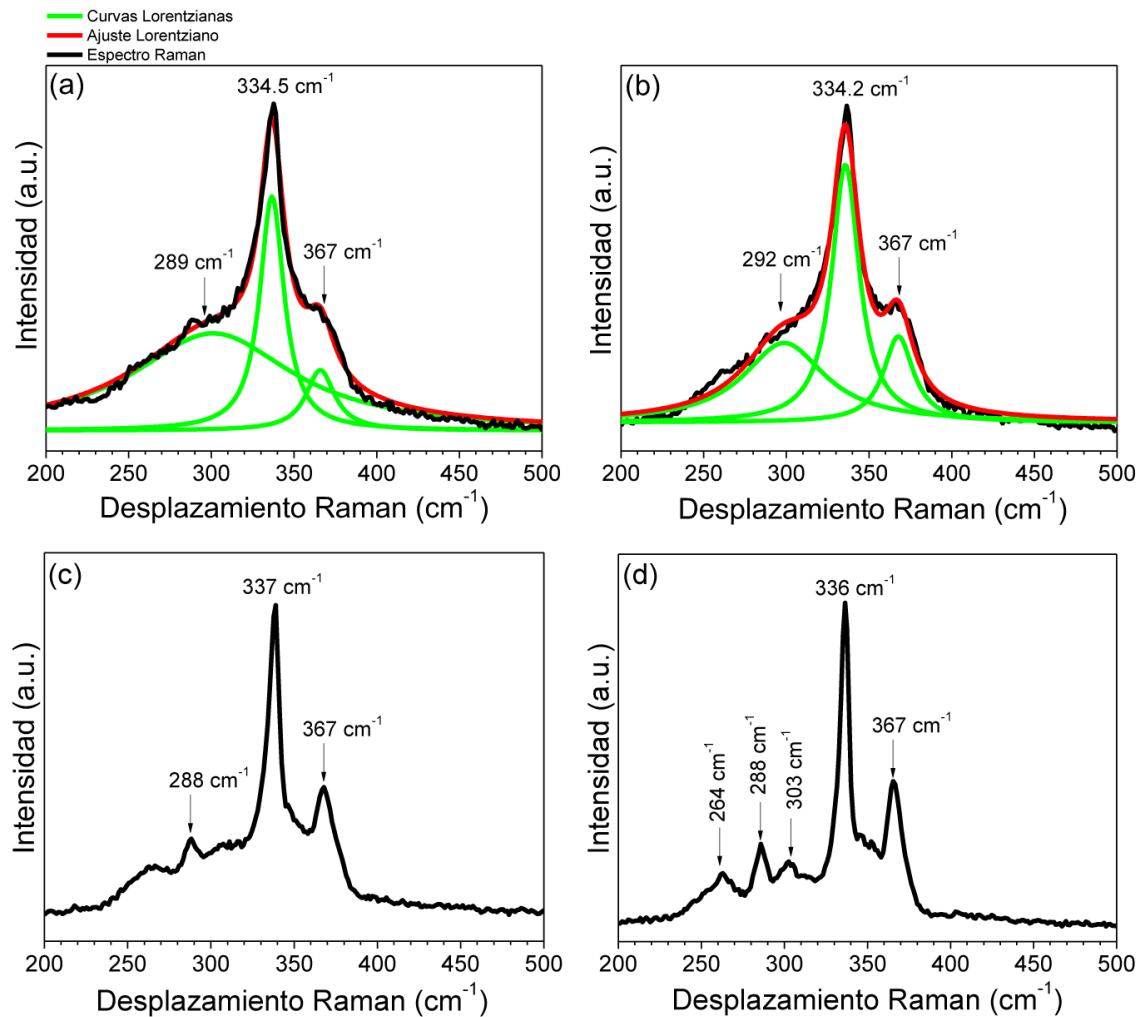 Curvas Lorentzianas
Ajuste Lorentziano
Espectro Raman
(a)
334.5 cm⁻¹
289 cm⁻¹
367 cm⁻¹
Intensidad (a.u.)
200 250 300 350 400 450 500
Desplazamiento Raman (cm⁻¹)
(b)
334.2 cm⁻¹
292 cm⁻¹
367 cm⁻¹
Intensidad (a.u.)
200 250 300 350 400 450 500
Desplazamiento Raman (cm⁻¹)
(c)
337 cm⁻¹
288 cm⁻¹
367 cm⁻¹
Intensidad (a.u.)
200 250 300 350 400 450 500
Desplazamiento Raman (cm⁻¹)
(d)
336 cm⁻¹
264 cm⁻¹
288 cm⁻¹
303 cm⁻¹
367 cm⁻¹
Intensidad (a.u.)
200 250 300 350 400 450 500
Desplazamiento Raman (cm⁻¹)